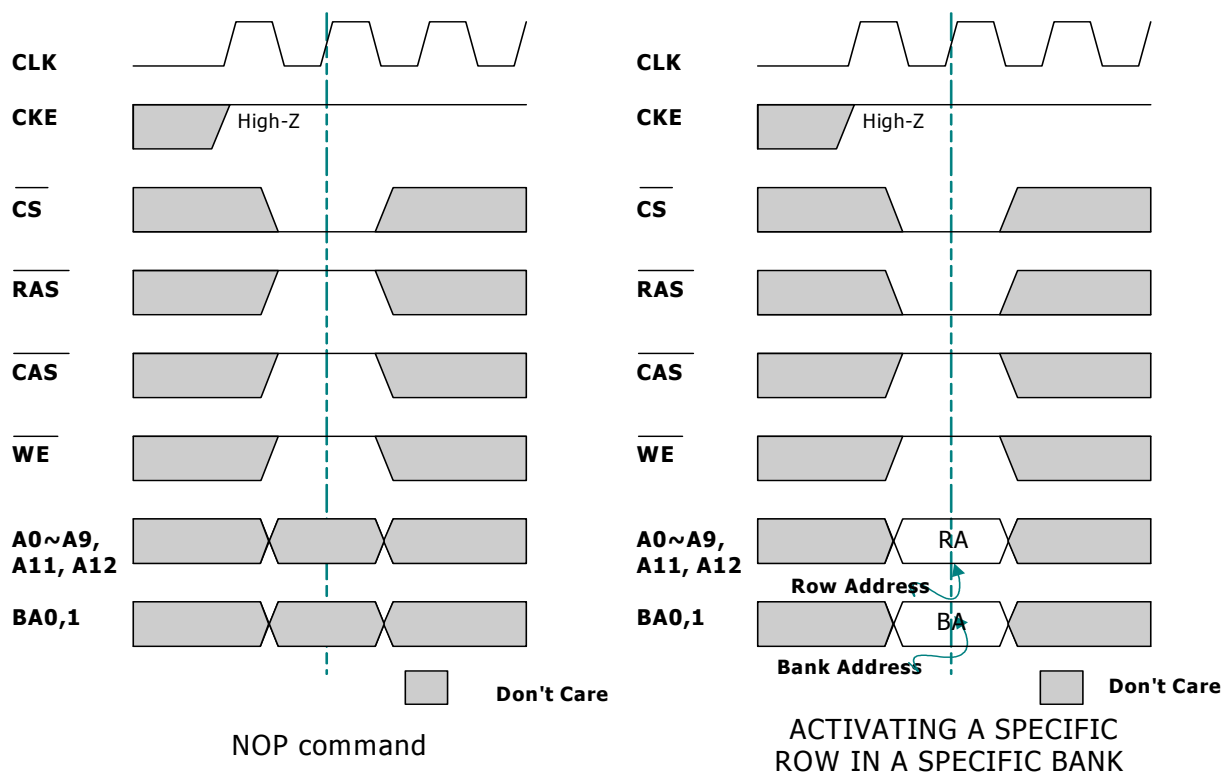 CLK
CKE
High-Z
CS
RAS
CAS
WE
A0~A9,
A11, A12
BA0,1
Don't Care
NOP command
CLK
CKE
High-Z
CS
RAS
CAS
WE
A0~A9,
A11, A12
RA
Row Address
BA0,1
BA
Bank Address
Don't Care
ACTIVATING A SPECIFIC
ROW IN A SPECIFIC BANK